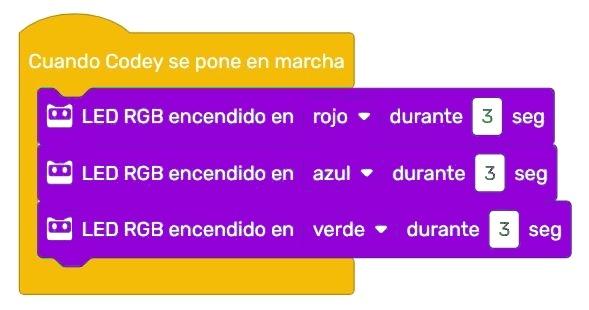 Cuando Codey se pone en marcha
LED RGB encendido en rojo durante 3 seg
LED RGB encendido en azul durante 3 seg
LED RGB encendido en verde durante 3 seg